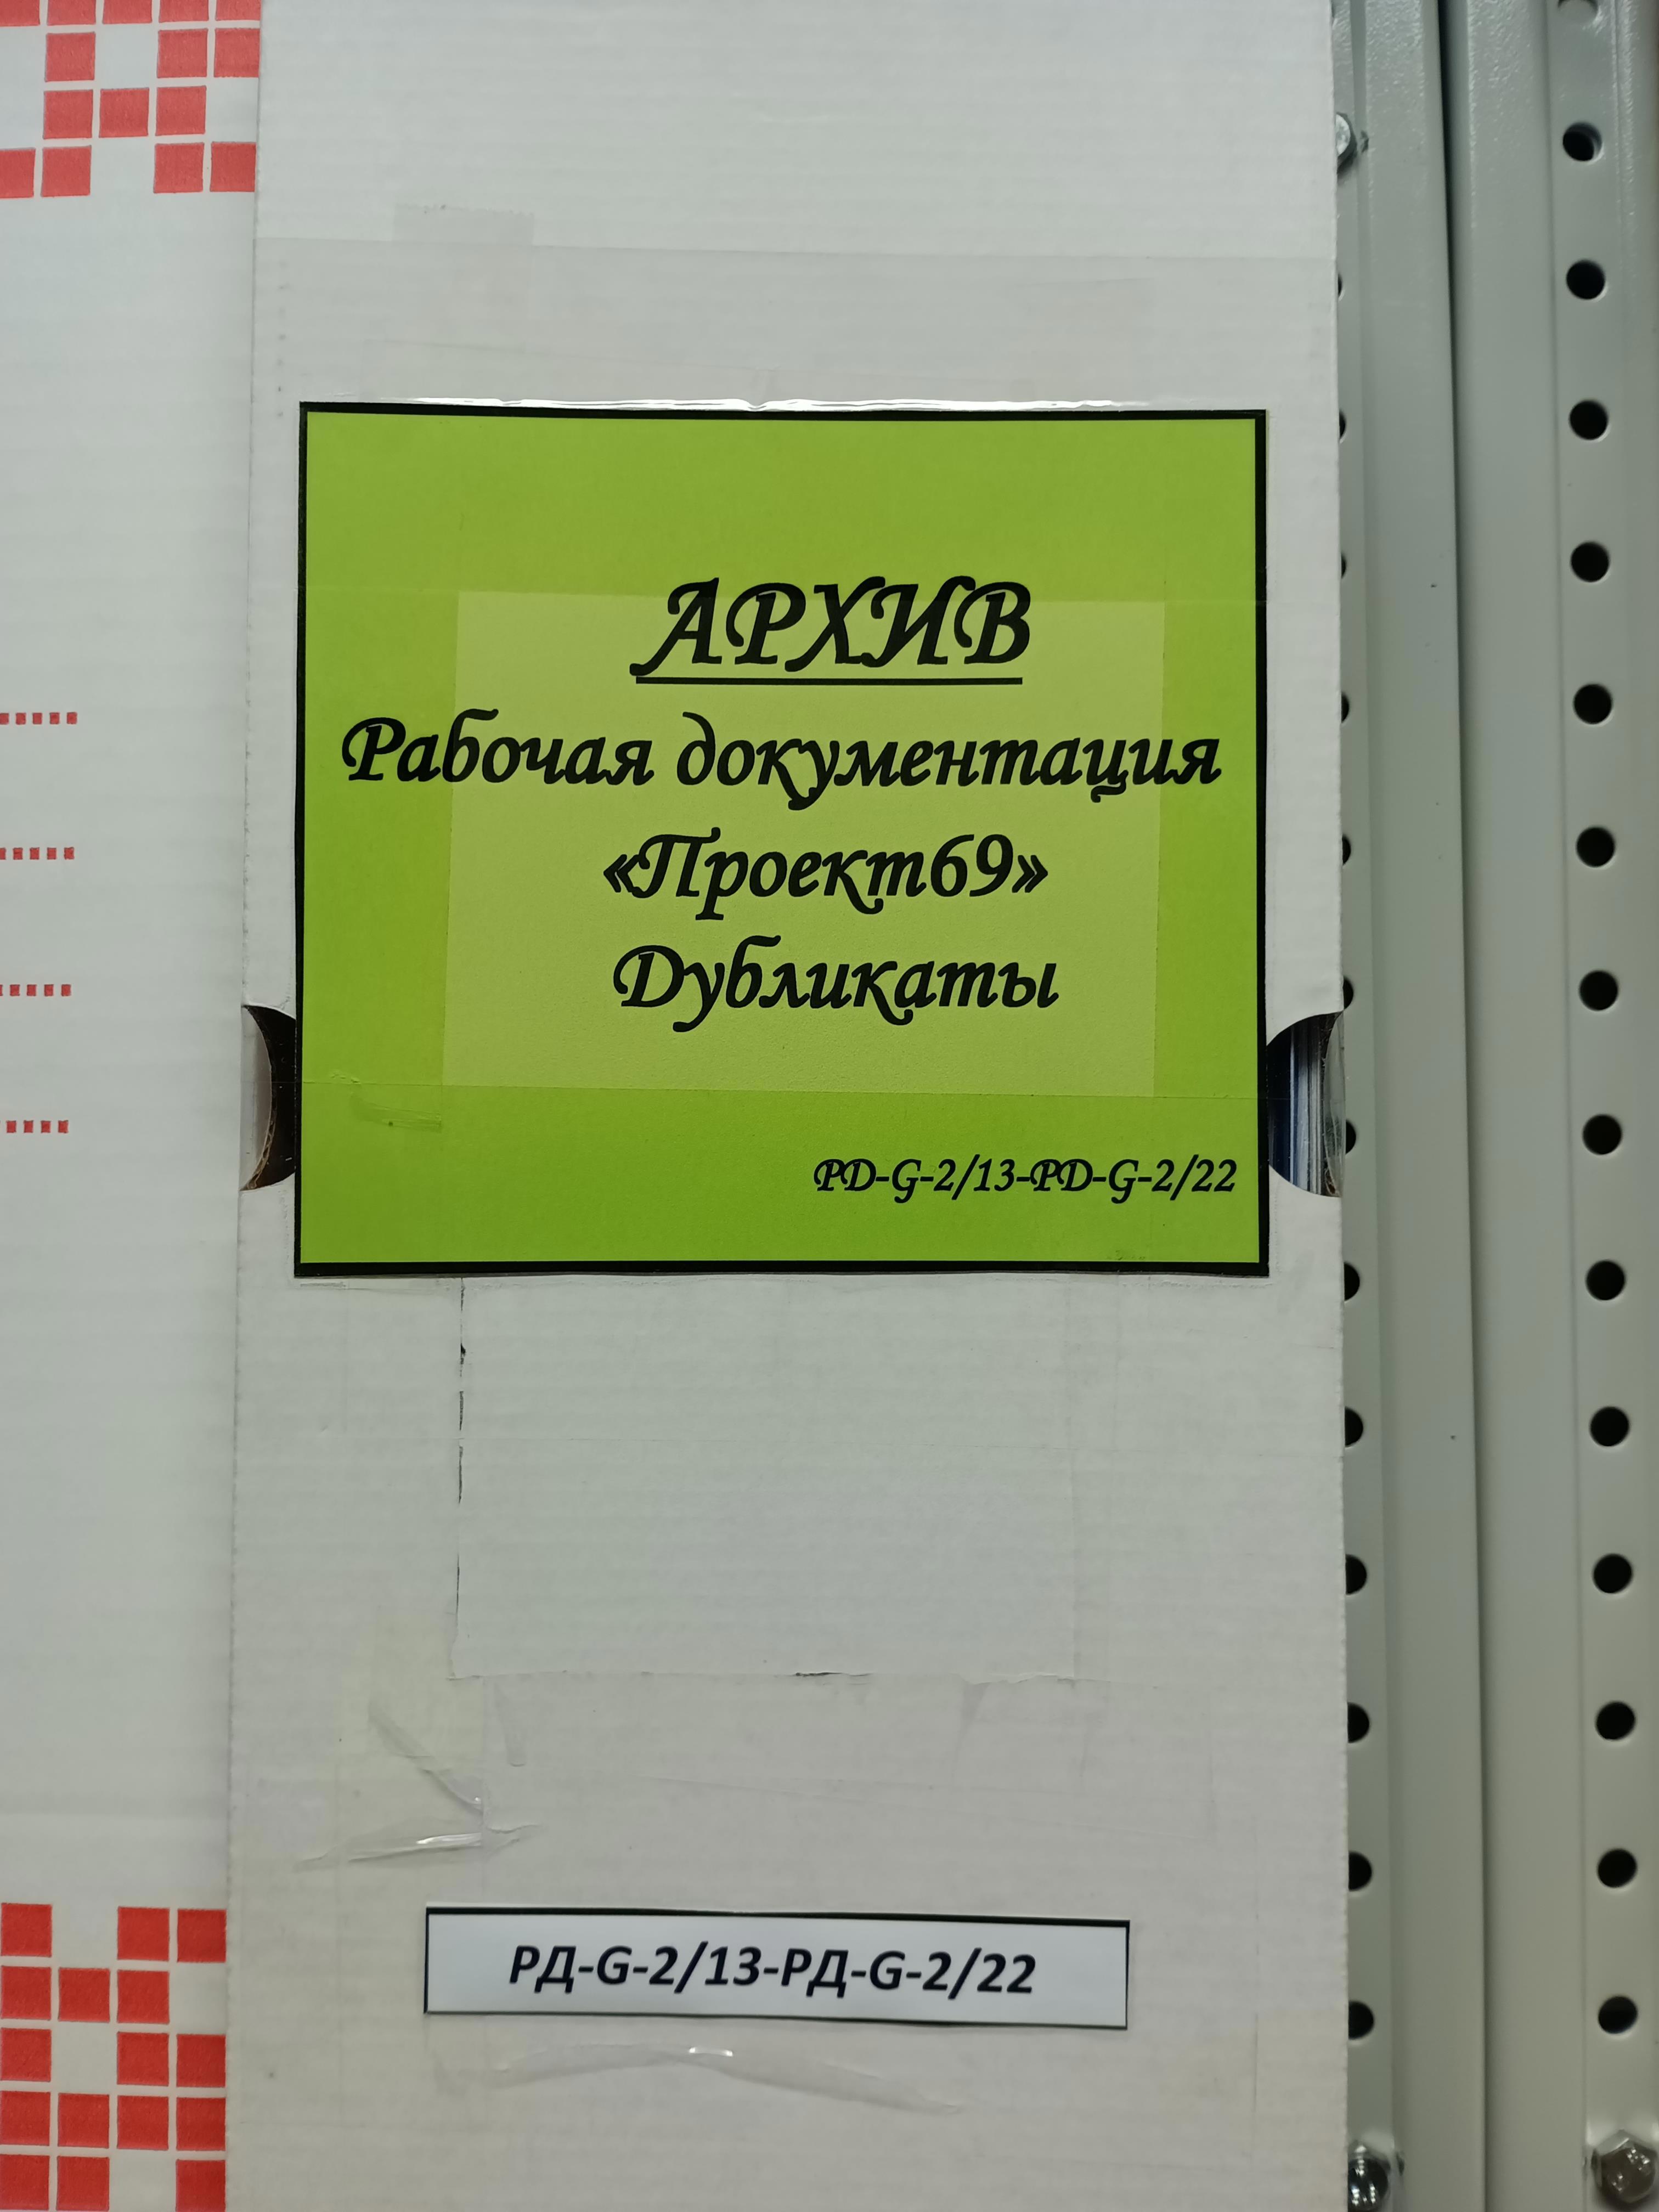 АРХИВ
Рабочая документация
«Проект69»
Дубликаты
PD-G-2/13-PD-G-2/22
РД-G-2/13-РД-G-2/22